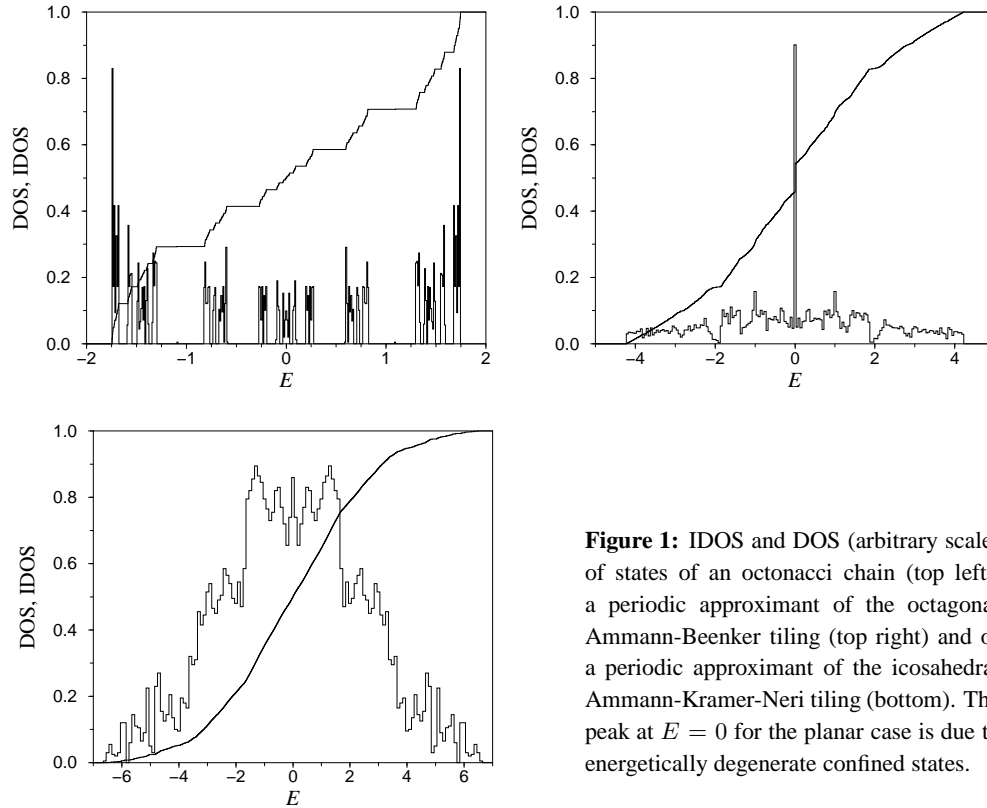 1.0
0.8
0.6
0.4
0.2
0.0
DOS, IDOS
−2 −1 0 1 2
E
1.0
0.8
0.6
0.4
0.2
0.0
DOS, IDOS
−4 −2 0 2 4
E
1.0
0.8
0.6
0.4
0.2
0.0
DOS, IDOS
−6 −4 −2 0 2 4 6
E
Figure 1: IDOS and DOS (arbitrary scale
of states of an octonacci chain (top left
a periodic approximant of the octagona
Ammann-Beenker tiling (top right) and o
a periodic approximant of the icosahedra
Ammann-Kramer-Neri tiling (bottom). Th
peak at E = 0 for the planar case is due t
energetically degenerate confined states.